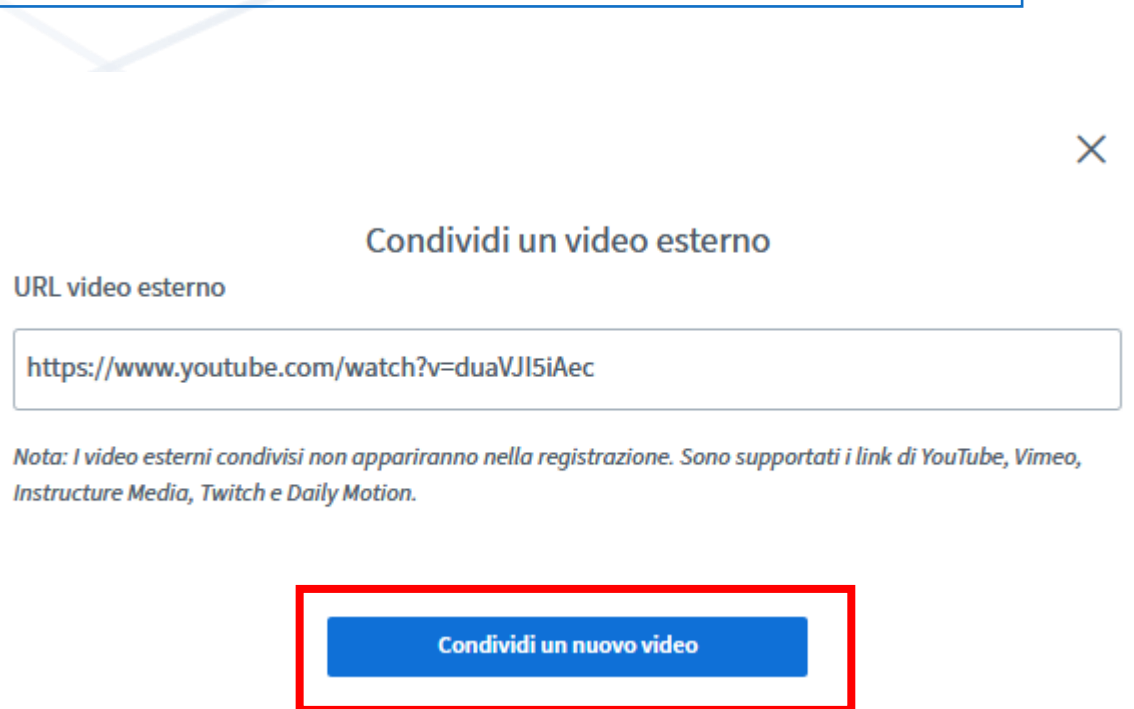 Condividi un video esterno
URL video esterno
https://www.youtube.com/watch?v=duaVJI5iAec
Nota: I video esterni condivisi non appariranno nella registrazione. Sono supportati i link di YouTube, Vimeo,
Instructure Media, Twitch e Daily Motion.
Condividi un nuovo video